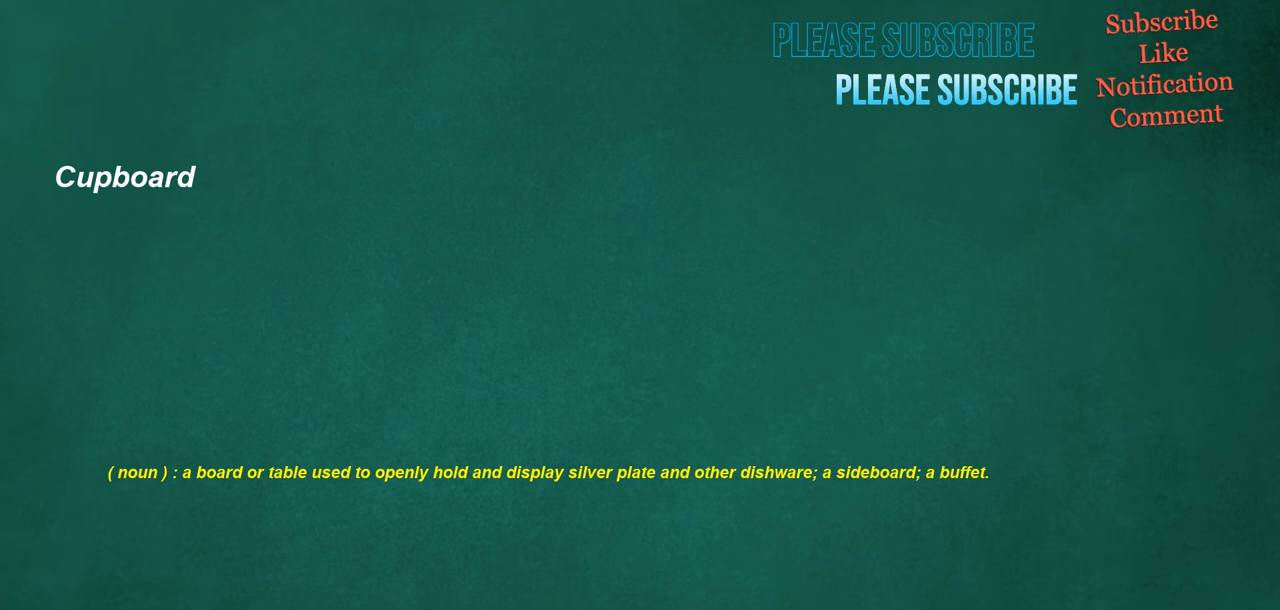 PLEASE SUBSCRIBE
PLEASE SUBSCRIBE
Subscribe
Like
Notification
Comment
Cupboard
( noun ) : a board or table used to openly hold and display silver plate and other dishware; a sideboard; a buffet.